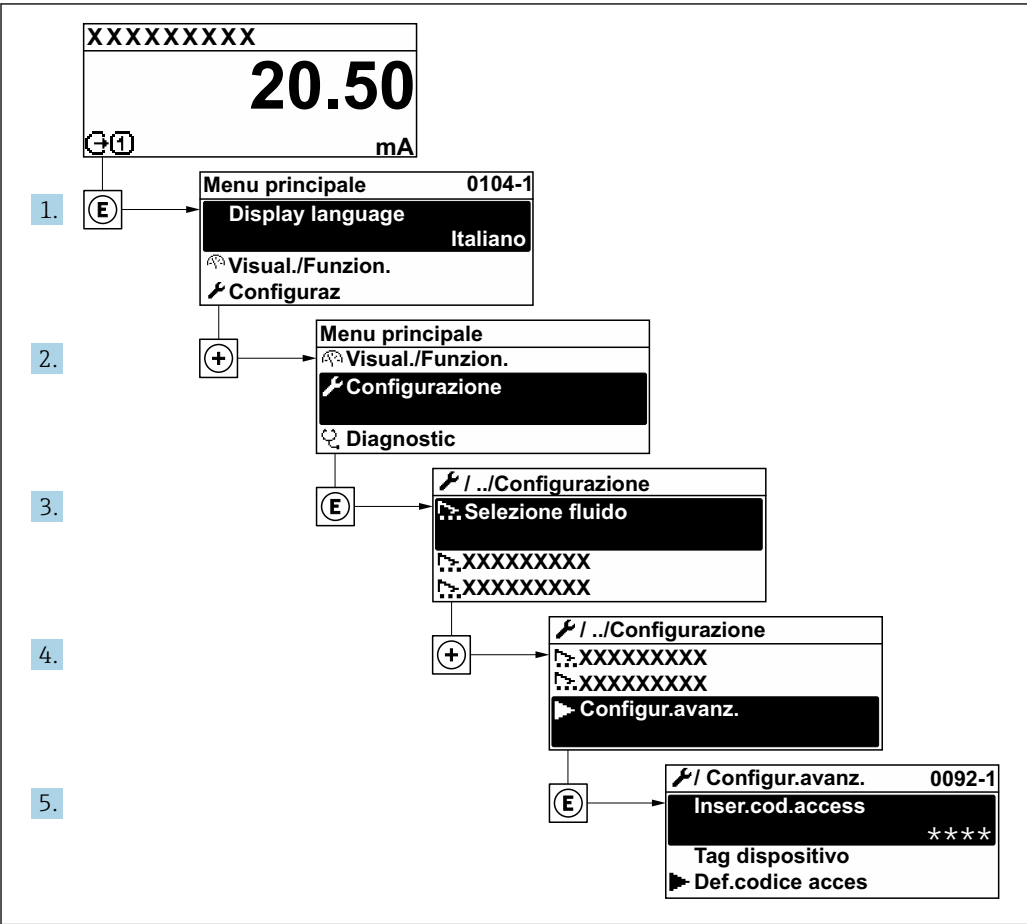 XXXXXXXXX
20.50
mA
1.
E
Menu principale 0104-1
Display language
Italiano
Visual./Funzion.
Configuraz
2.
+
Menu principale
Visual./Funzion.
Configurazione
Diagnostic
3.
E
/ ../Configurazione
Selezione fluido
XXXXXXXXX
XXXXXXXXX
4.
+
/ ../Configurazione
XXXXXXXXX
XXXXXXXXX
Configur.avanz.
5.
E
/ Configur.avanz. 0092-1
Inser.cod.access
****
Tag dispositivo
Def.codice acces